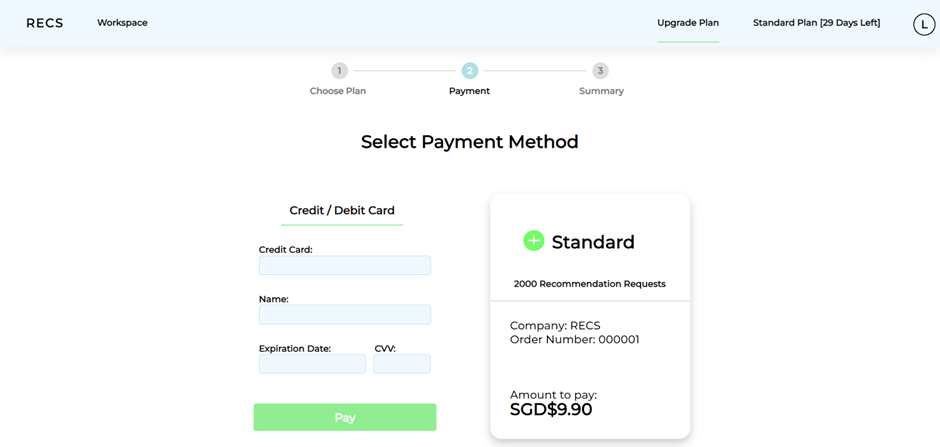 RECS Workspace Upgrade Plan Standard Plan [29 Days Left] L
1 2 3
Choose Plan Payment Summary
Select Payment Method
Credit / Debit Card
Credit Card:
Name:
Expiration Date: CVV:
Pay
Standard
2000 Recommendation Requests
Company: RECS
Order Number: 000001
Amount to pay:
SGD$9.90